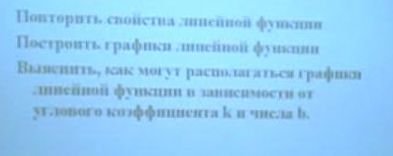 Повторить свойства линейной функции
Построить графики линейной функции
Выяснить, как могут располагаться графики
линейной функции в зависимости от
углового коэффициента k и числа b.